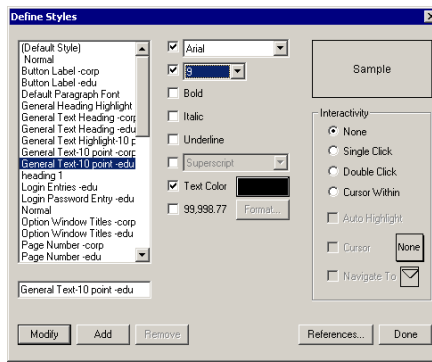 Define Styles
(Default Style)
Normal
Button Label -corp
Button Label -edu
Default Paragraph Font
General Heading Highlight
General Text Heading -corp
General Text Heading -edu
General Text Highlight-10 p
General Text-10 point -corp
General Text-10 point -edu
heading 1
Login Entries -edu
Login Password Entry -edu
Normal
Option Window Titles -corp
Option Window Titles -edu
Page Number -corp
Page Number -edu
General Text-10 point -edu
Arial
9
Bold
Italic
Underline
Superscript
Text Color
99,998.77 Format...
Sample
Interactivity
None
Single Click
Double Click
Cursor Within
Auto Highlight
Cursor None
Navigate To
Modify Add Remove References... Done